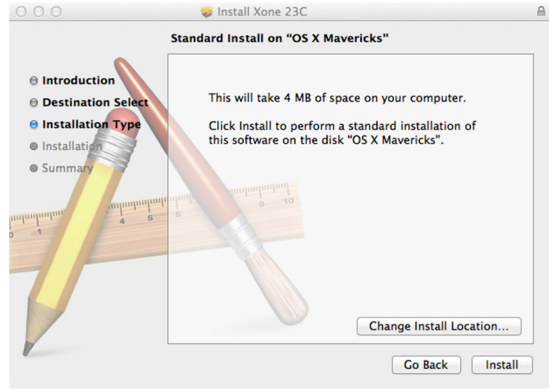 Install Xone 23C
Standard Install on "OS X Mavericks"
Introduction
Destination Select
Installation Type
Installation
Summary
This will take 4 MB of space on your computer.
Click Install to perform a standard installation of
this software on the disk "OS X Mavericks".
Change Install Location...
Go Back
Install